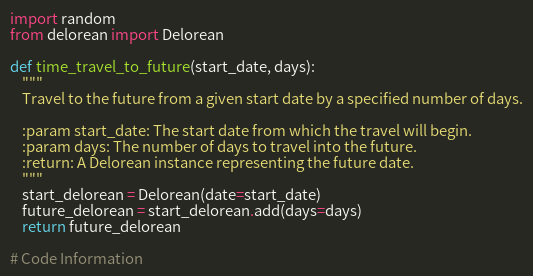 import random
from delorean import Delorean
def time_travel_to_future(start_date, days):
"""
Travel to the future from a given start date by a specified number of days.
:param start_date: The start date from which the travel will begin.
:param days: The number of days to travel into the future.
:return: A Delorean instance representing the future date.
"""
start_delorean = Delorean(date=start_date)
future_delorean = start_delorean.add(days=days)
return future_delorean
# Code Information